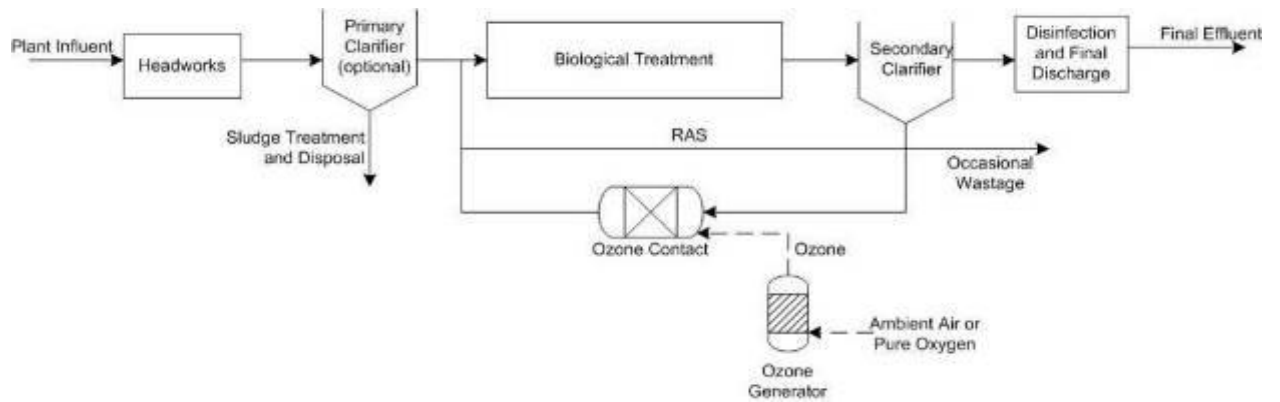 Plant Influent
Headworks
Primary
Clarifier
(optional)
Biological Treatment
Secondary
Clarifier
Disinfection
and Final
Discharge
Final Effluent
Sludge Treatment
and Disposal
RAS
Occasional
Wastage
Ozone Contact
Ozone
Ambient Air or
Pure Oxygen
Ozone
Generator